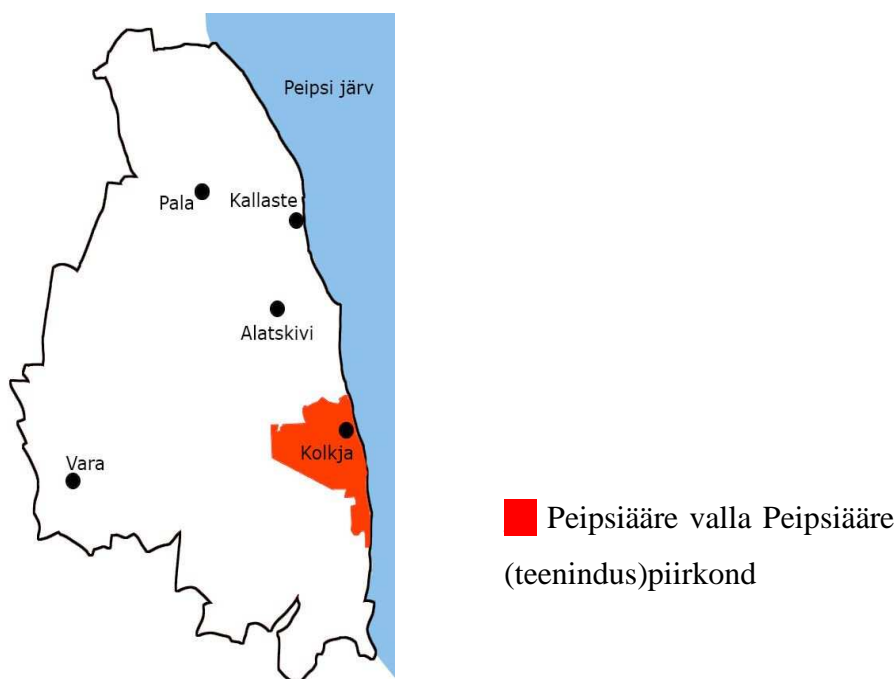 Peipsi järv
Pala
Kallaste
Alatskivi
Kolkja
Vara
Peipsiääre valla Peipsiääre
(teenindus)piirkond